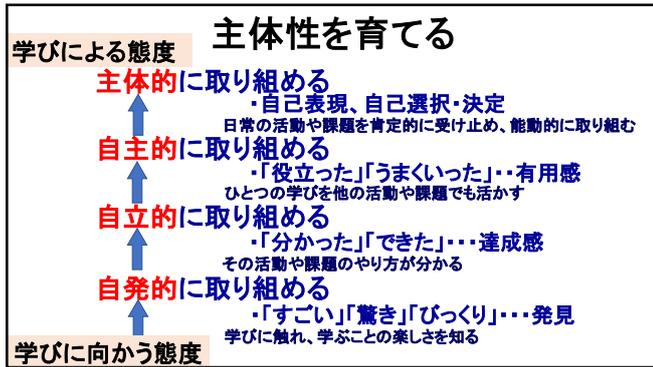 主体性を育てる
学びによる態度
主体的に取り組める
・自己表現、自己選択・決定
日常の活動や課題を肯定的に受け止め、能動的に取り組む
自主的に取り組める
・「役立った」「うまくいった」・・有用感
ひとつの学びを他の活動や課題でも活かす
自立的に取り組める
・「分かった」「できた」・・・達成感
その活動や課題のやり方が分かる
自発的に取り組める
・「すごい」「驚き」「びっくり」・・・発見
学びに触れ、学ぶことの楽しさを知る
学びに向かう態度